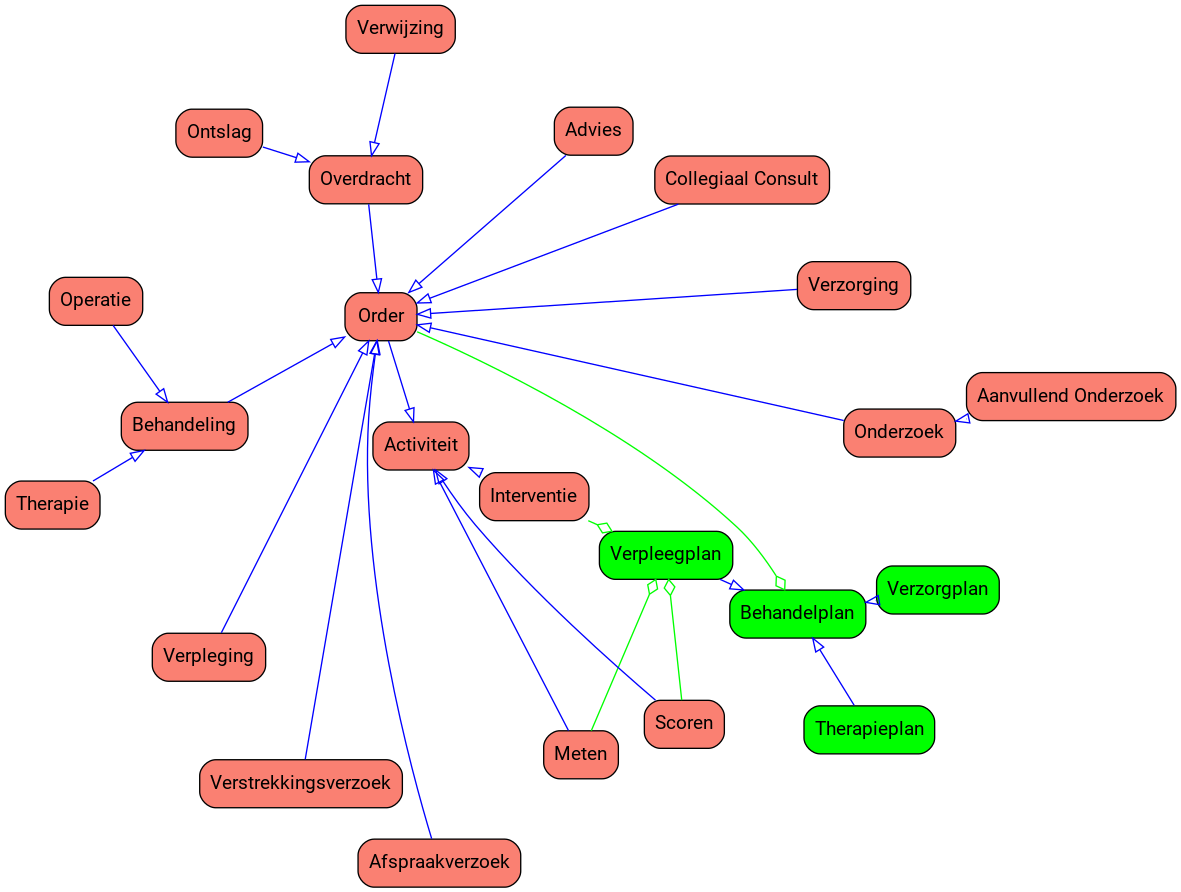 Verwijzing
Ontslag
Advies
Overdracht
Collegiaal Consult
Verzorging
Operatie
Order
Aanvullend Onderzoek
Behandeling
Onderzoek
Activiteit
Therapie
Interventie
Verpleegplan
Verzorgplan
Behandelplan
Verpleging
Scoren
Therapieplan
Meten
Verstrekkingsverzoek
Afspraakverzoek